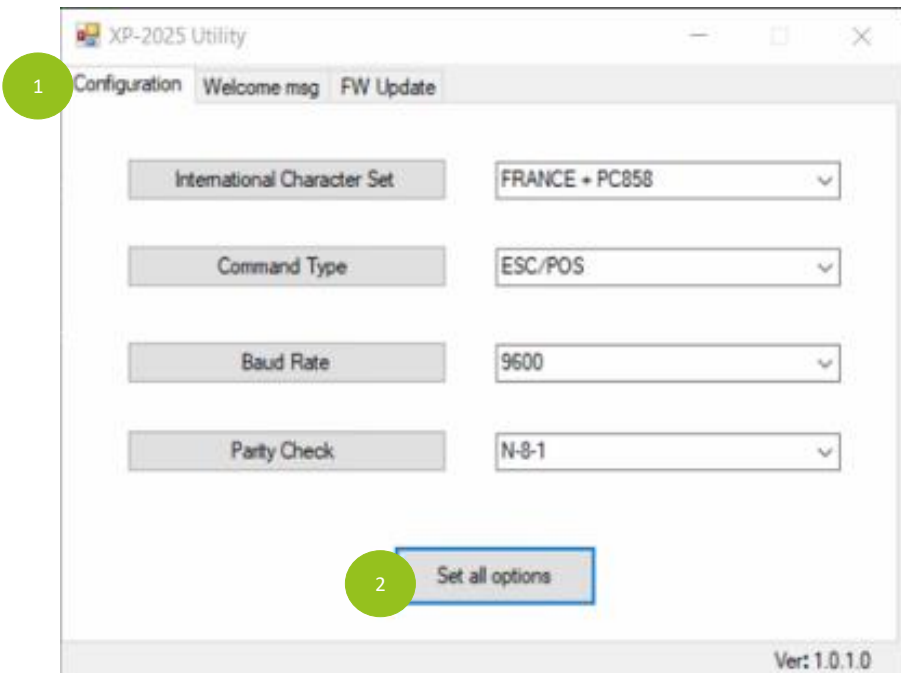 XP-2025 Utility
1
Configuration Welcome msg FW Update
International Character Set FRANCE + PC858
Command Type ESC/POS
Baud Rate 9600
Parity Check N-8-1
2
Set all options
Ver: 1.0.1.0